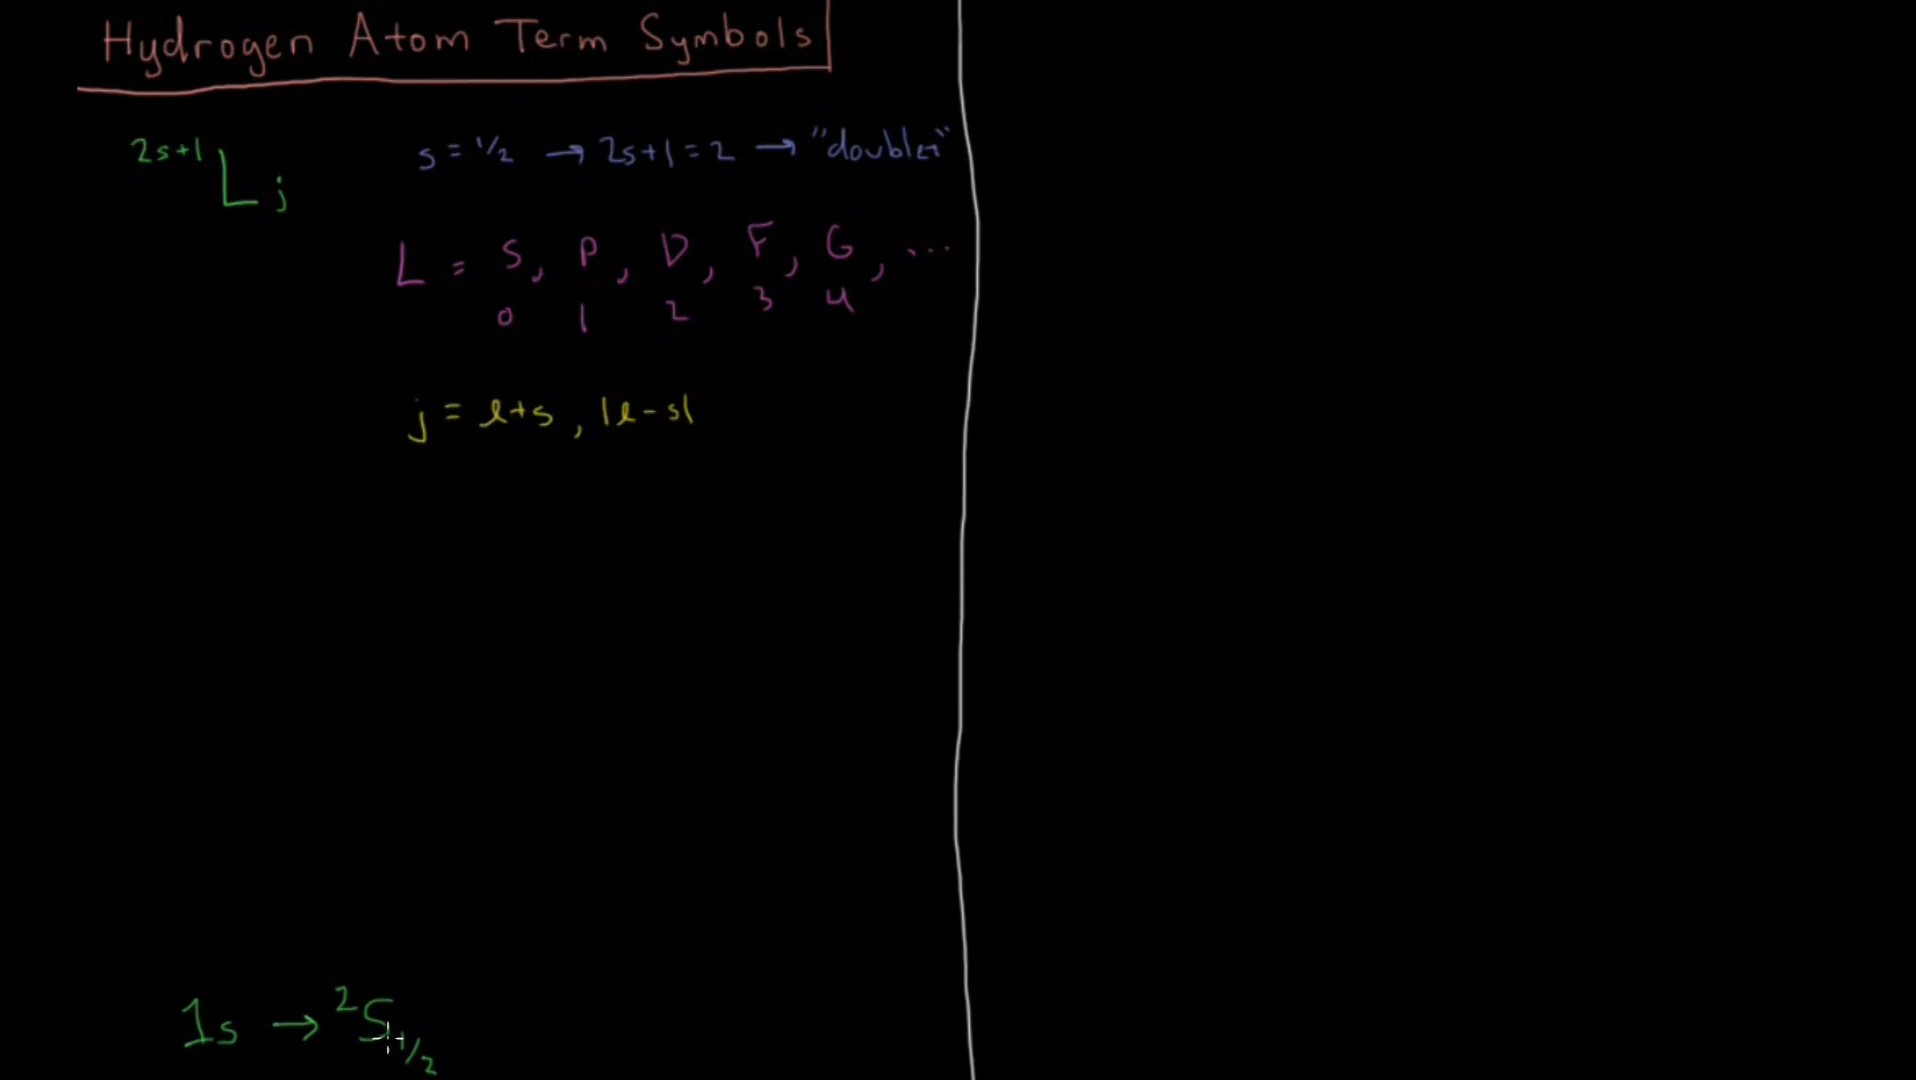 Hydrogen Atom Term Symbols
2s+1 L j
s = 1/2 → 2s+1 = 2 → "doublet"
L = S, P, D, F, G, ...
0 1 2 3 4
j = l+s, |l-s|
1s → ²S₁/₂